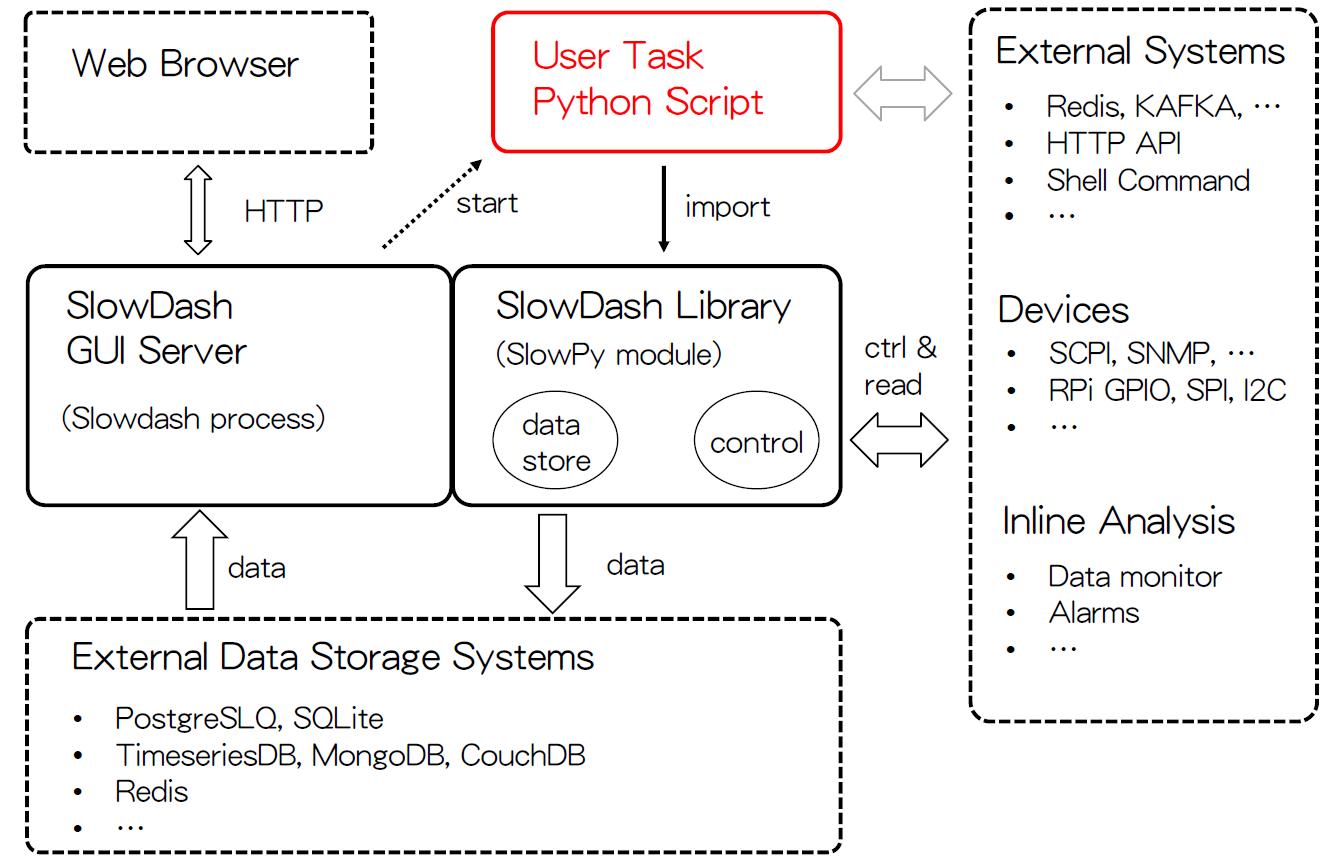 Web Browser
User Task
Python Script
HTTP
start
import
SlowDash
GUI Server
(Slowdash process)
SlowDash Library
(SlowPy module)
data
store
control
ctrl &
read
data
data
External Data Storage Systems
• PostgreSLQ, SQLite
• TimeseriesDB, MongoDB, CouchDB
• Redis
• …
External Systems
• Redis, KAFKA, …
• HTTP API
• Shell Command
• …
Devices
• SCPI, SNMP, …
• RPi GPIO, SPI, I2C
• …
Inline Analysis
• Data monitor
• Alarms
• …